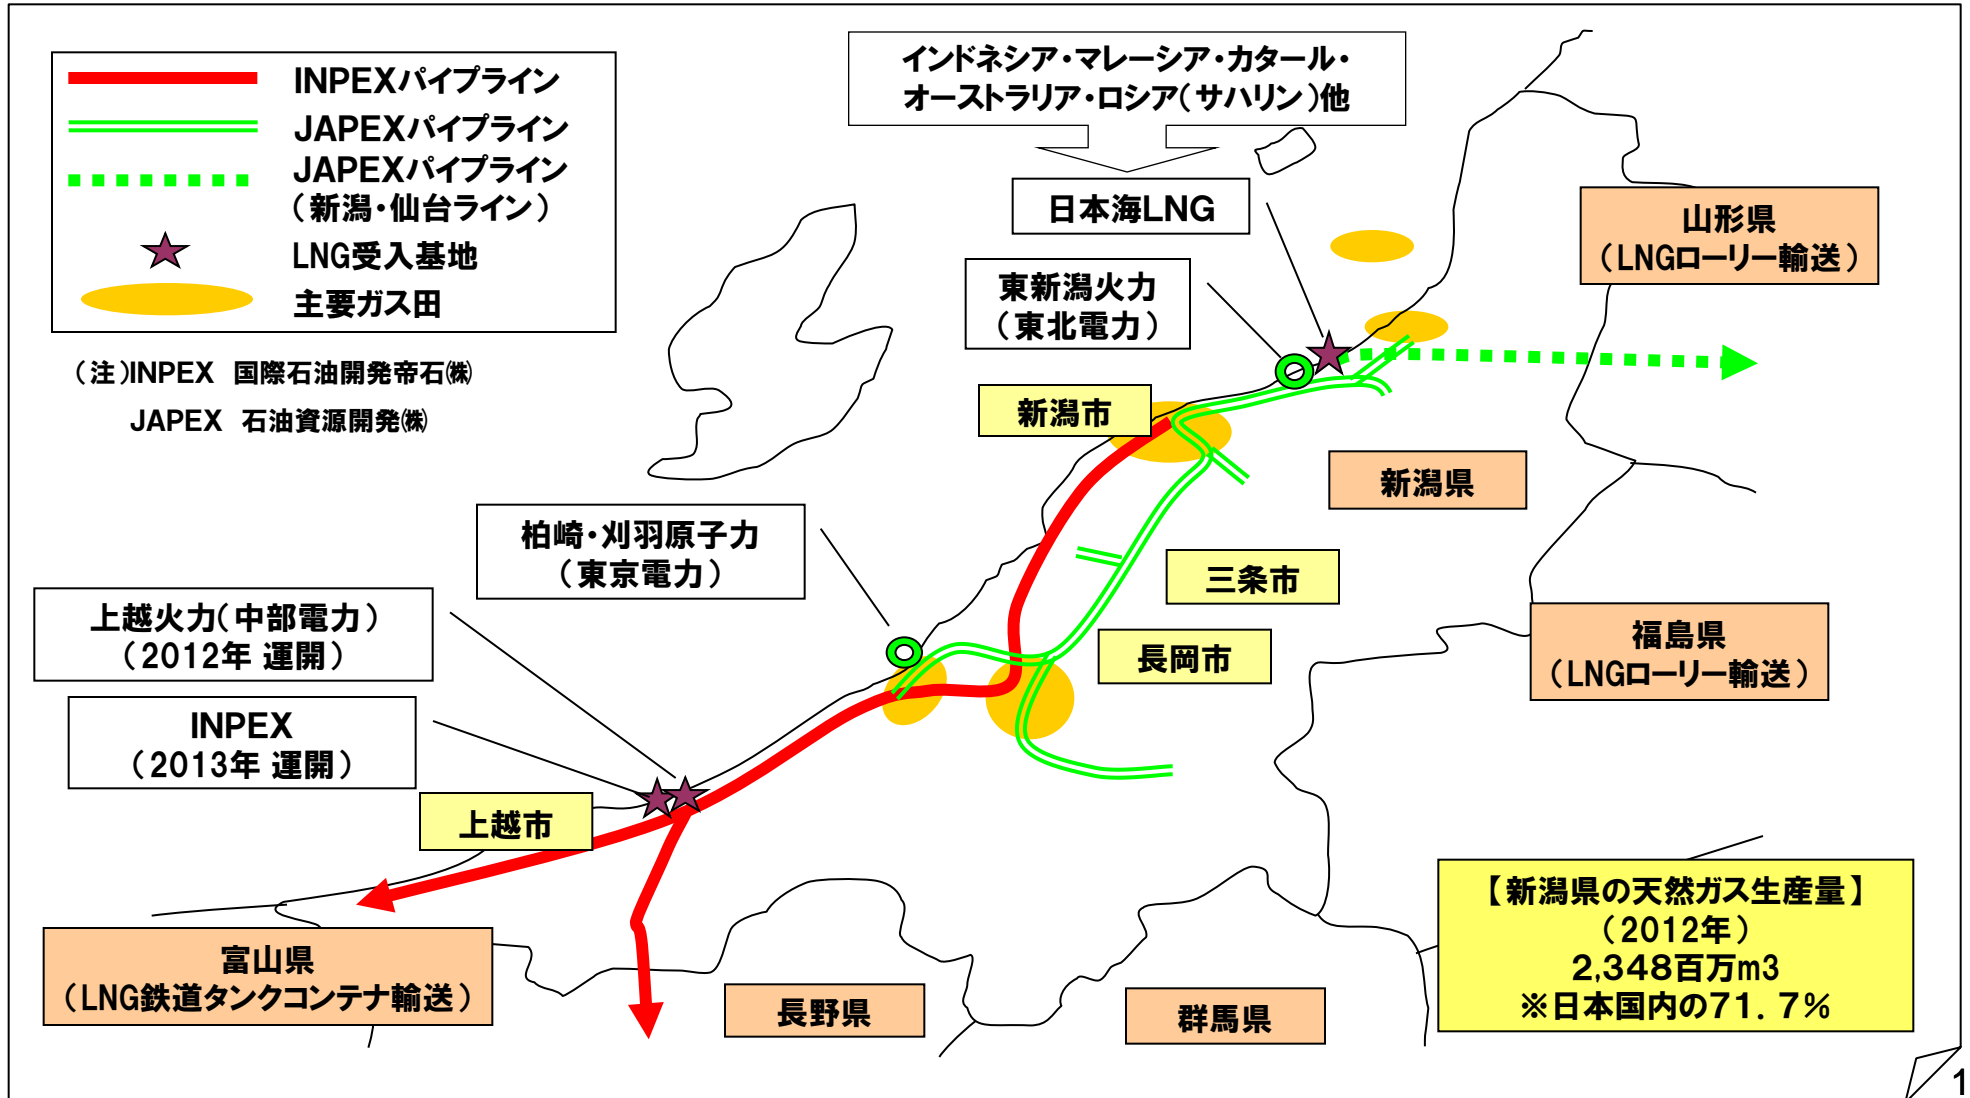 INPEXパイプライン
JAPEXパイプライン
JAPEXパイプライン
（新潟・仙台ライン）
LNG受入基地
主要ガス田
（注）INPEX 国際石油開発帝石㈱
JAPEX 石油資源開発㈱
インドネシア・マレーシア・カタール・
オーストラリア・ロシア（サハリン）他
日本海LNG
東新潟火力
（東北電力）
山形県
（LNGローリー輸送）
新潟市
新潟県
柏崎・刈羽原子力
（東京電力）
三条市
上越火力（中部電力）
（2012年 運開）
長岡市
福島県
（LNGローリー輸送）
INPEX
（2013年 運開）
上越市
富山県
（LNG鉄道タンクコンテナ輸送）
長野県
群馬県
【新潟県の天然ガス生産量】
（2012年）
2,348百万m3
※日本国内の71．7％
1